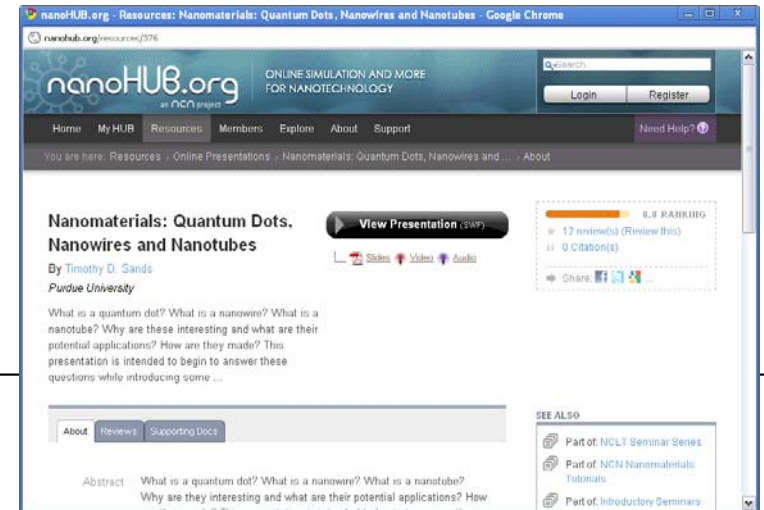 nanoHUB.org - Resources: Nanomaterials: Quantum Dots, Nanowires and Nanotubes - Google Chrome
nanohub.org/resources/376
nanoHUB.org
an NCN project
ONLINE SIMULATION AND MORE
FOR NANOTECHNOLOGY
Search
Login Register
Home My HUB Resources Members Explore About Support Need Help?
You are here: Resources › Online Presentations › Nanomaterials: Quantum Dots, Nanowires and ... › About
Nanomaterials: Quantum Dots,
Nanowires and Nanotubes
By Timothy D. Sands
Purdue University
What is a quantum dot? What is a nanowire? What is a
nanotube? Why are these interesting and what are their
potential applications? How are they made? This
presentation is intended to begin to answer these
questions while introducing some ...
View Presentation (SWF)
Slides Video Audio
RANKING
12 review(s) (Review this)
0 Citation(s)
Share: ...
About Reviews Supporting Docs
Abstract What is a quantum dot? What is a nanowire? What is a nanotube?
Why are they interesting and what are their potential applications? How
SEE ALSO
Part of: NCLT Seminar Series
Part of: NCN Nanomaterials:
Tutorials
Part of: Introductory Seminars